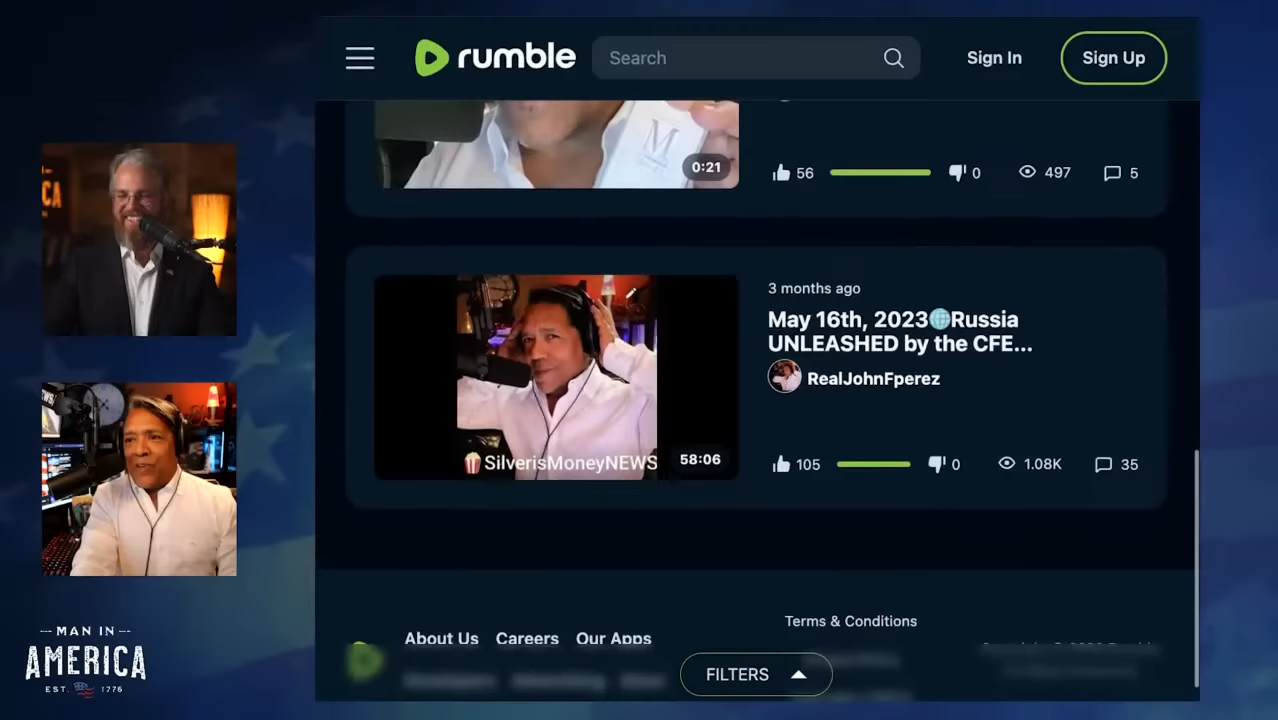 rumble
Search
Sign In
Sign Up
M
0:21
56
0
497
5
3 months ago
May 16th, 2023🌐Russia
UNLEASHED by the CFE...
RealJohnFperez
🍿SilverisMoneyNEWS
58:06
105
0
1.08K
35
Terms & Conditions
About Us Careers Our Apps
FILTERS
MAN IN
AMERICA
EST. 1776